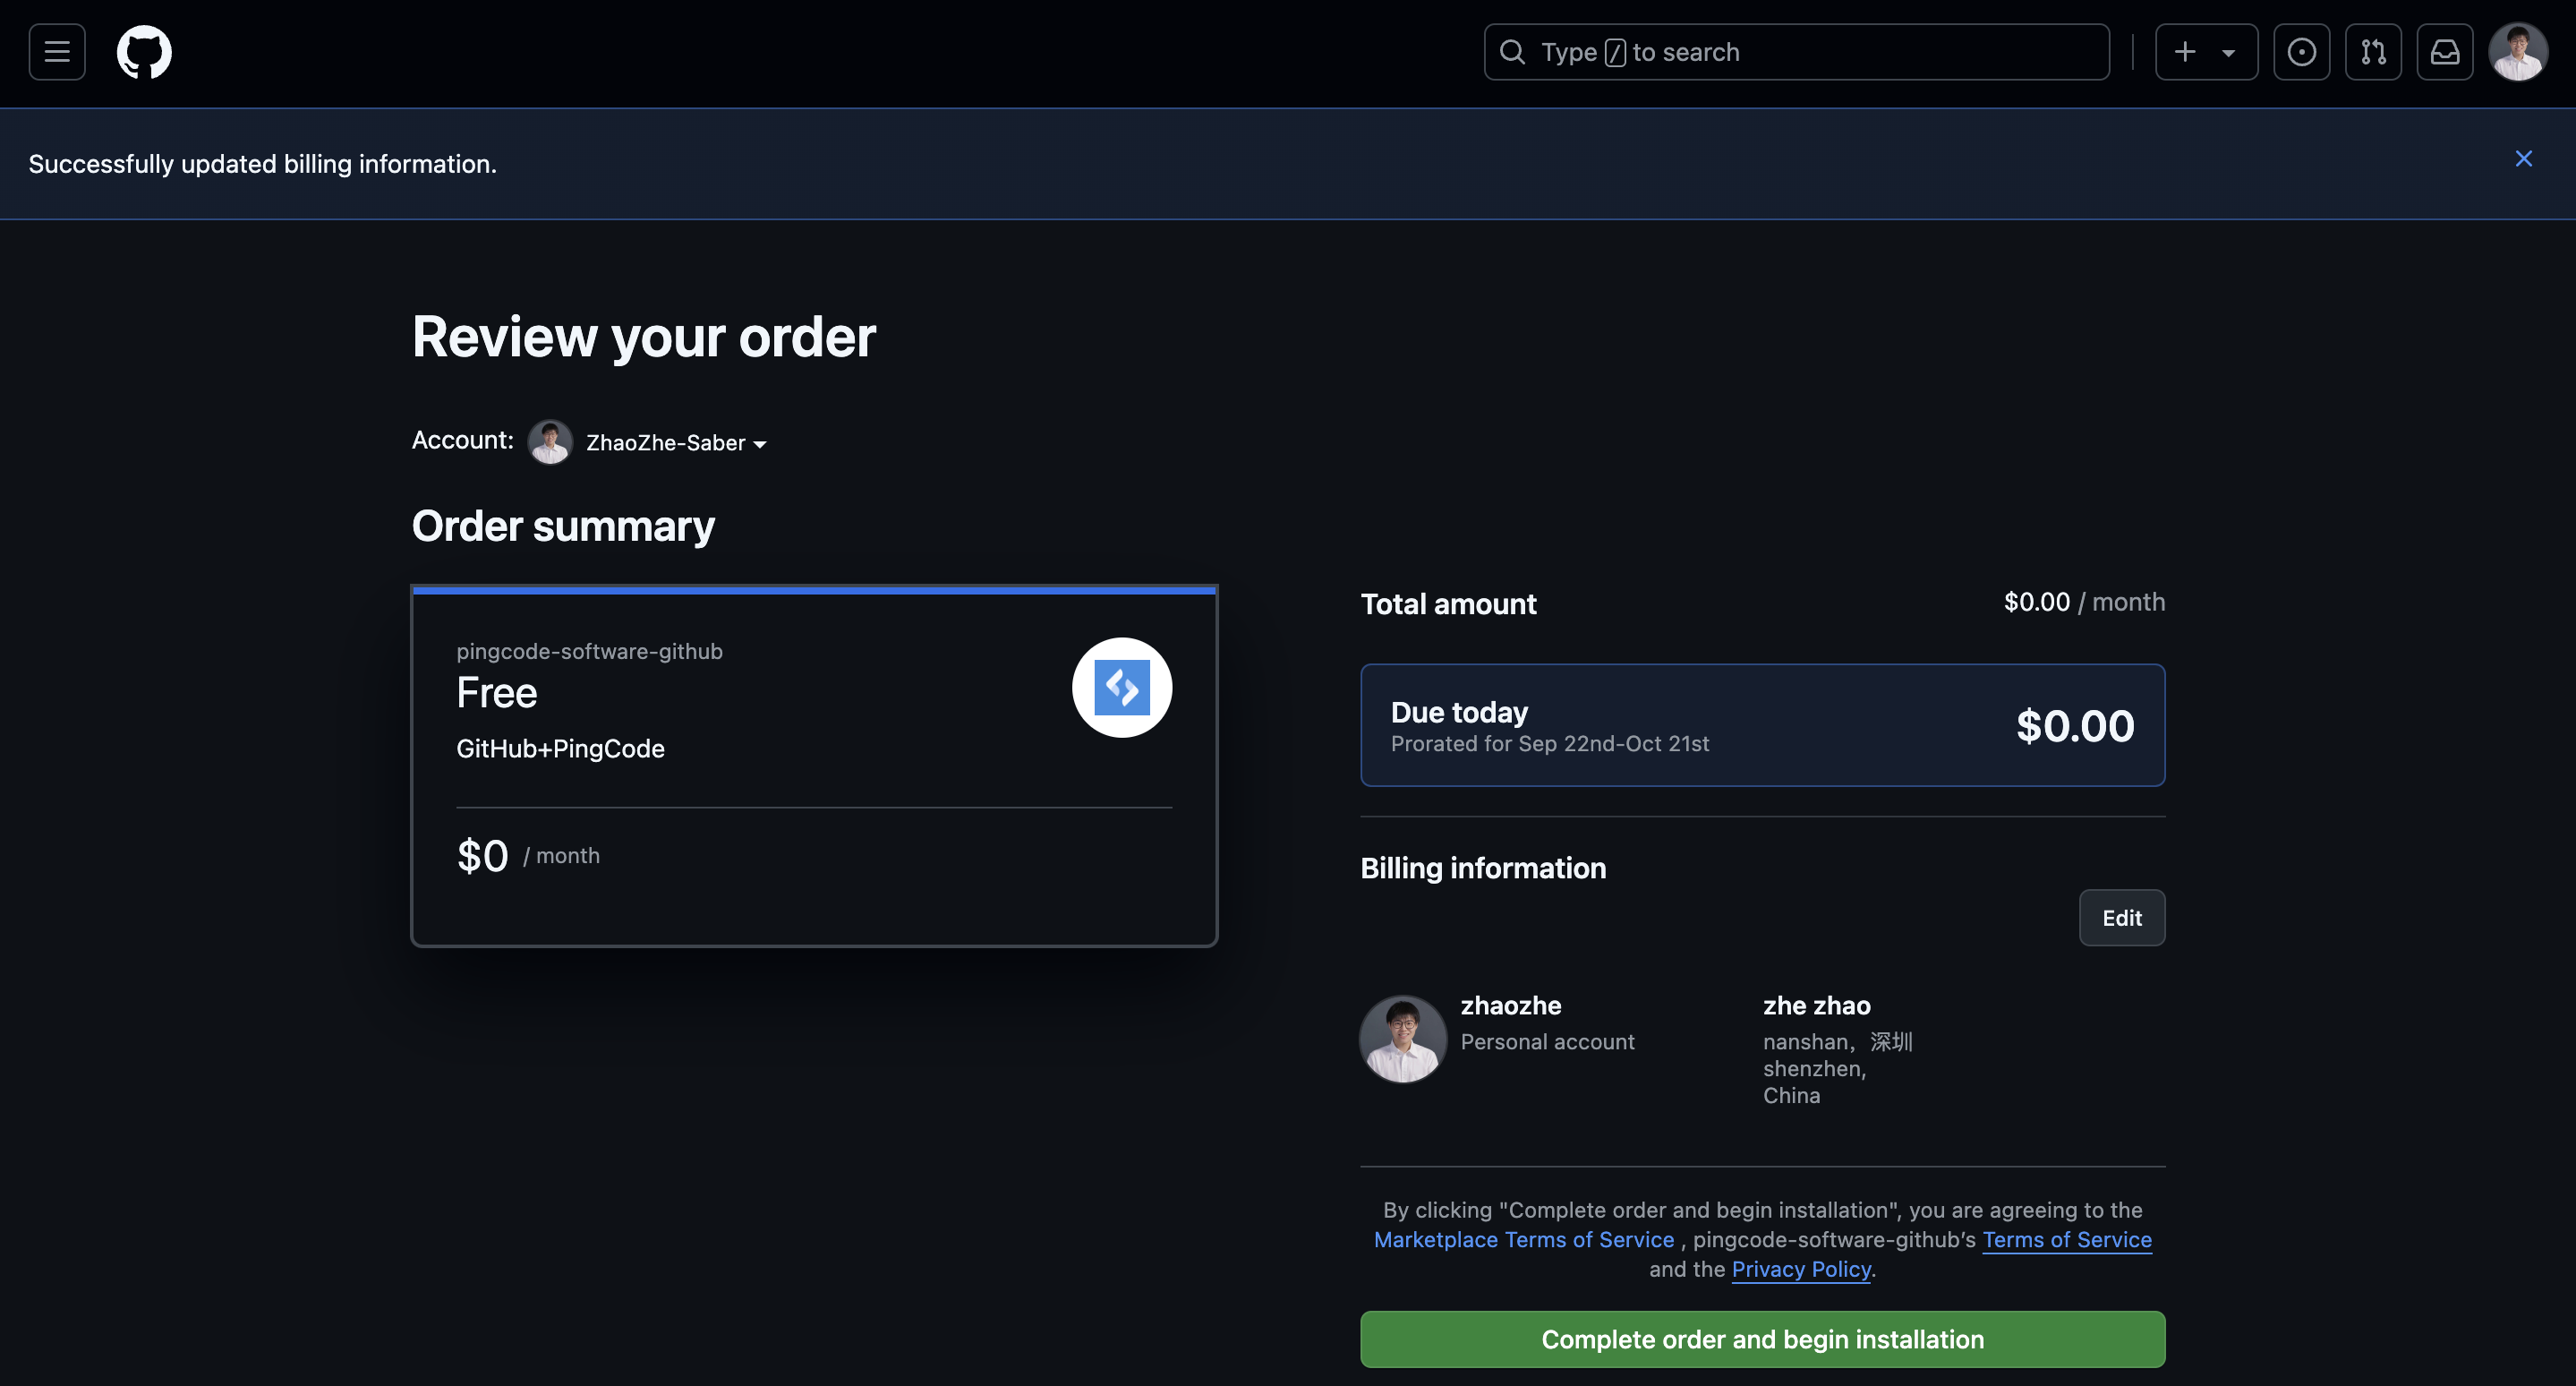 Type / to search
Successfully updated billing information.
Review your order
Account: ZhaoZhe-Saber
Order summary
pingcode-software-github
Free
GitHub+PingCode
$0 / month
Total amount $0.00 / month
Due today
Prorated for Sep 22nd-Oct 21st
$0.00
Billing information
Edit
zhaozhe
Personal account
zhe zhao
nanshan，深圳
shenzhen,
China
By clicking "Complete order and begin installation", you are agreeing to the
Marketplace Terms of Service , pingcode-software-github’s Terms of Service
and the Privacy Policy.
Complete order and begin installation